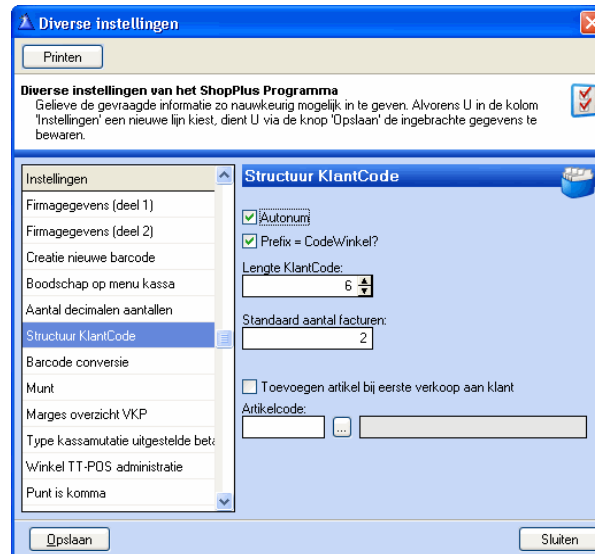 Diverse instellingen
Printen
Diverse instellingen van het ShopPlus Programma
Gelieve de gevraagde informatie zo nauwkeurig mogelijk in te geven. Alvorens U in de kolom
'Instellingen' een nieuwe lijn kiest, dient U via de knop 'Opslaan' de ingebrachte gegevens te
bewaren.
Instellingen
Firmagegevens (deel 1)
Firmagegevens (deel 2)
Creatie nieuwe barcode
Boodschap op menu kassa
Aantal decimalen aantallen
Structuur KlantCode
Barcode conversie
Munt
Marges overzicht VKP
Type kassamutatie uitgestelde beta
Winkel TT-POS administratie
Punt is komma
Structuur KlantCode
Autonum
Prefix = CodeWinkel?
Lengte KlantCode:
6
Standaard aantal facturen:
2
Toevoegen artikel bij eerste verkoop aan klant
Artikelcode:
...
Opslaan
Sluiten